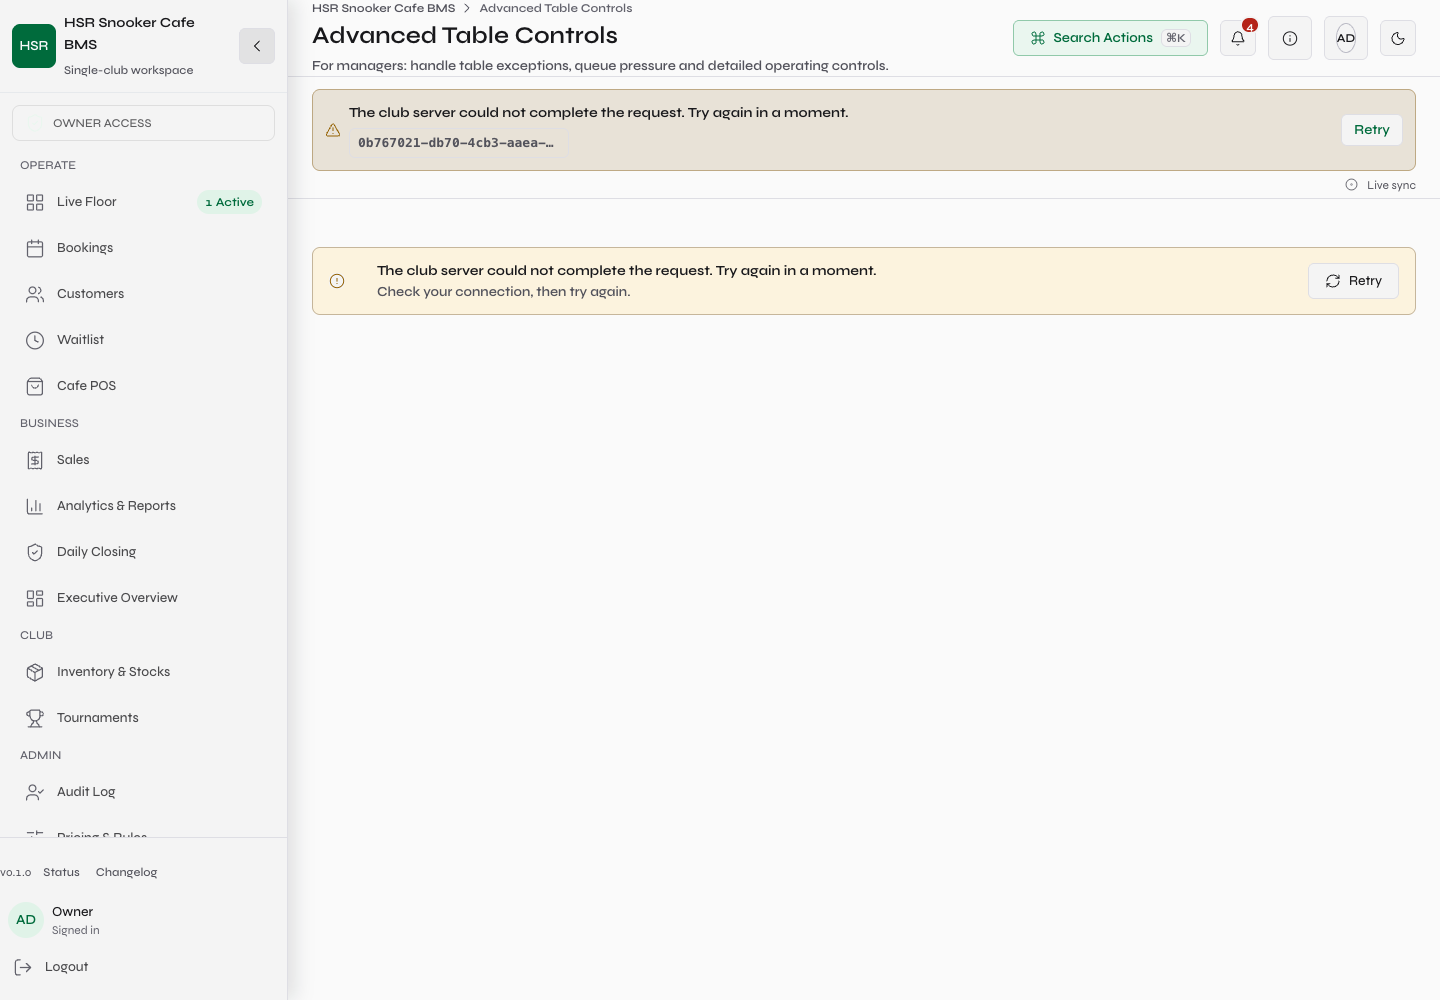 HSR
HSR Snooker Cafe
BMS
Single-club workspace
OWNER ACCESS
OPERATE
Live Floor
1 Active
Bookings
Customers
Waitlist
Cafe POS
BUSINESS
Sales
Analytics & Reports
Daily Closing
Executive Overview
CLUB
Inventory & Stocks
Tournaments
ADMIN
Audit Log
Pricing & Rules
v0.1.0 Status Changelog
AD
Owner
Signed in
Logout
HSR Snooker Cafe BMS > Advanced Table Controls
Advanced Table Controls
For managers: handle table exceptions, queue pressure and detailed operating controls.
Search Actions ⌘K
4
AD
The club server could not complete the request. Try again in a moment.
0b767021-db70-4cb3-aaea-…
Retry
Live sync
The club server could not complete the request. Try again in a moment.
Check your connection, then try again.
Retry